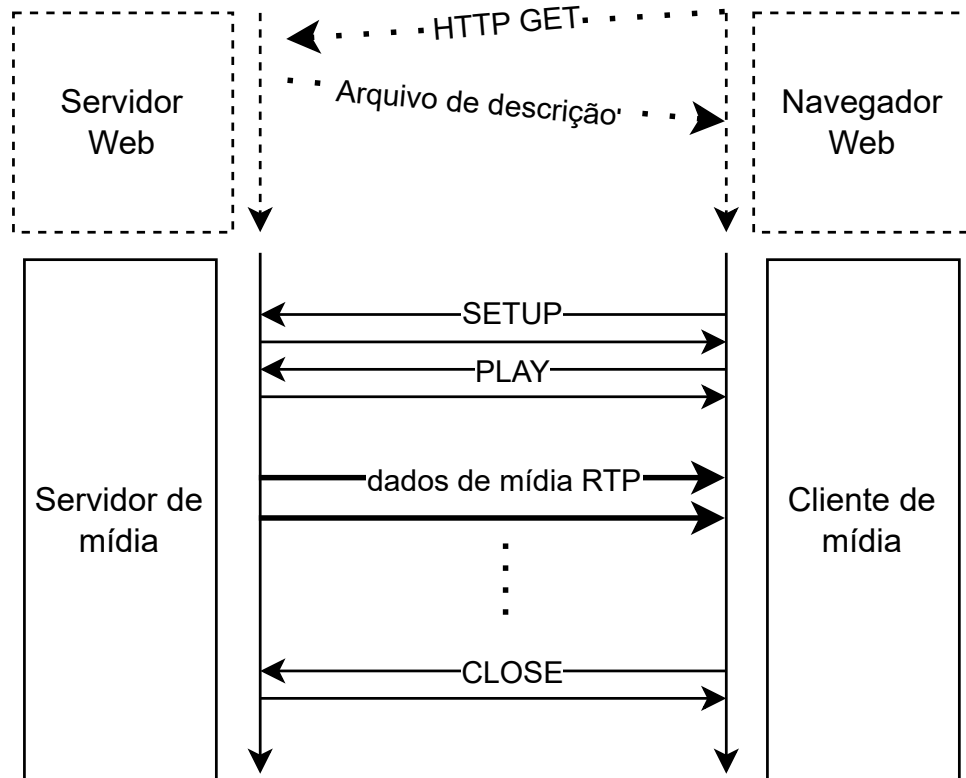 HTTP GET
Arquivo de descrição
Servidor
Web
Navegador
Web
SETUP
PLAY
dados de mídia RTP
Servidor de
mídia
Cliente de
mídia
CLOSE